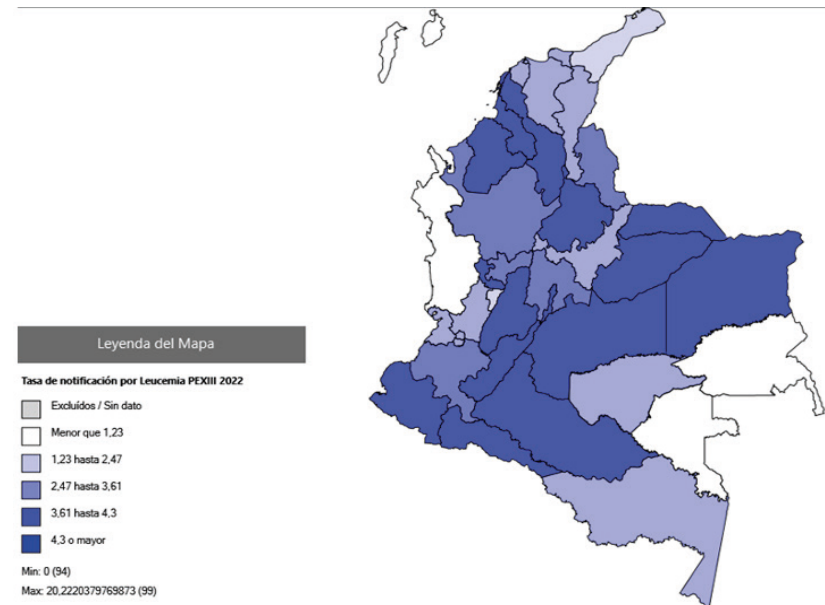 Leyenda del Mapa
Tasa de notificación por Leucemia PEXIII 2022
Excluídos / Sin dato
Menor que 1,23
1,23 hasta 2,47
2,47 hasta 3,61
3,61 hasta 4,3
4,3 o mayor
Min: 0 (94)
Max: 20,2220379769873 (99)